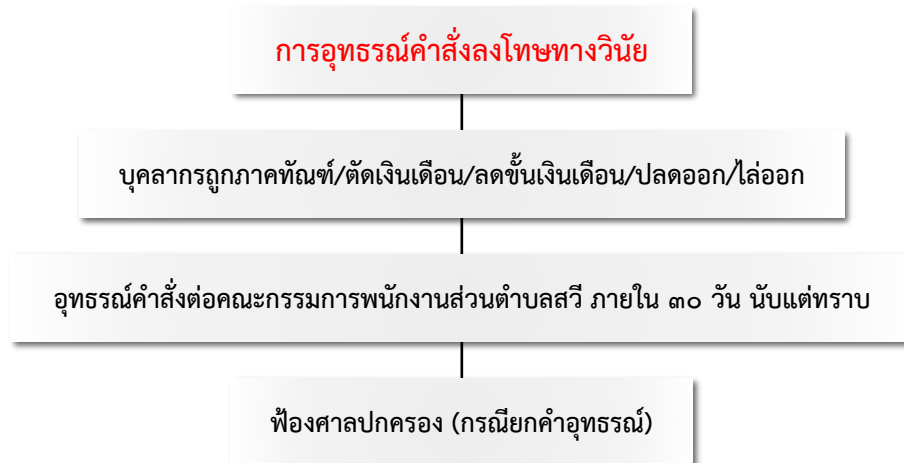 การอุทธรณ์คำสั่งลงโทษทางวินัย
บุคลากรถูกภาคทัณฑ์/ตัดเงินเดือน/ลดขั้นเงินเดือน/ปลดออก/ไล่ออก
อุทธรณ์คำสั่งต่อคณะกรรมการพนักงานส่วนตำบลสวี ภายใน ๓๐ วัน นับแต่ทราบ
ฟ้องศาลปกครอง (กรณียกคำอุทธรณ์)